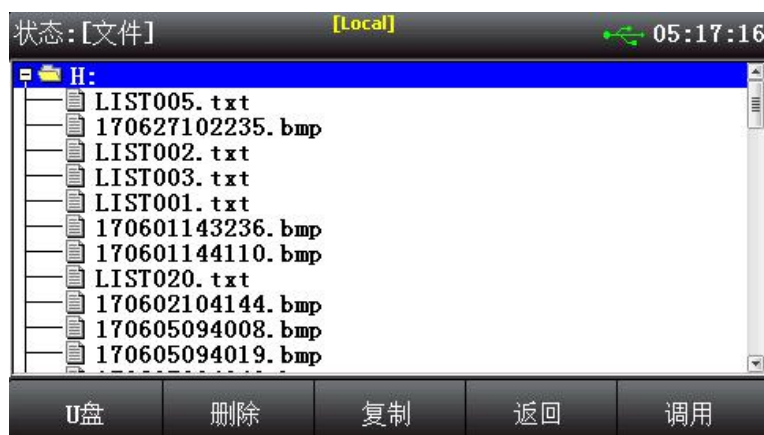 状态:[文件] [Local] 05:17:16
H:
LIST005.txt
170627102235.bmp
LIST002.txt
LIST003.txt
LIST001.txt
170601143236.bmp
170601144110.bmp
LIST020.txt
170602104144.bmp
170605094008.bmp
170605094019.bmp
U盘 删除 复制 返回 调用